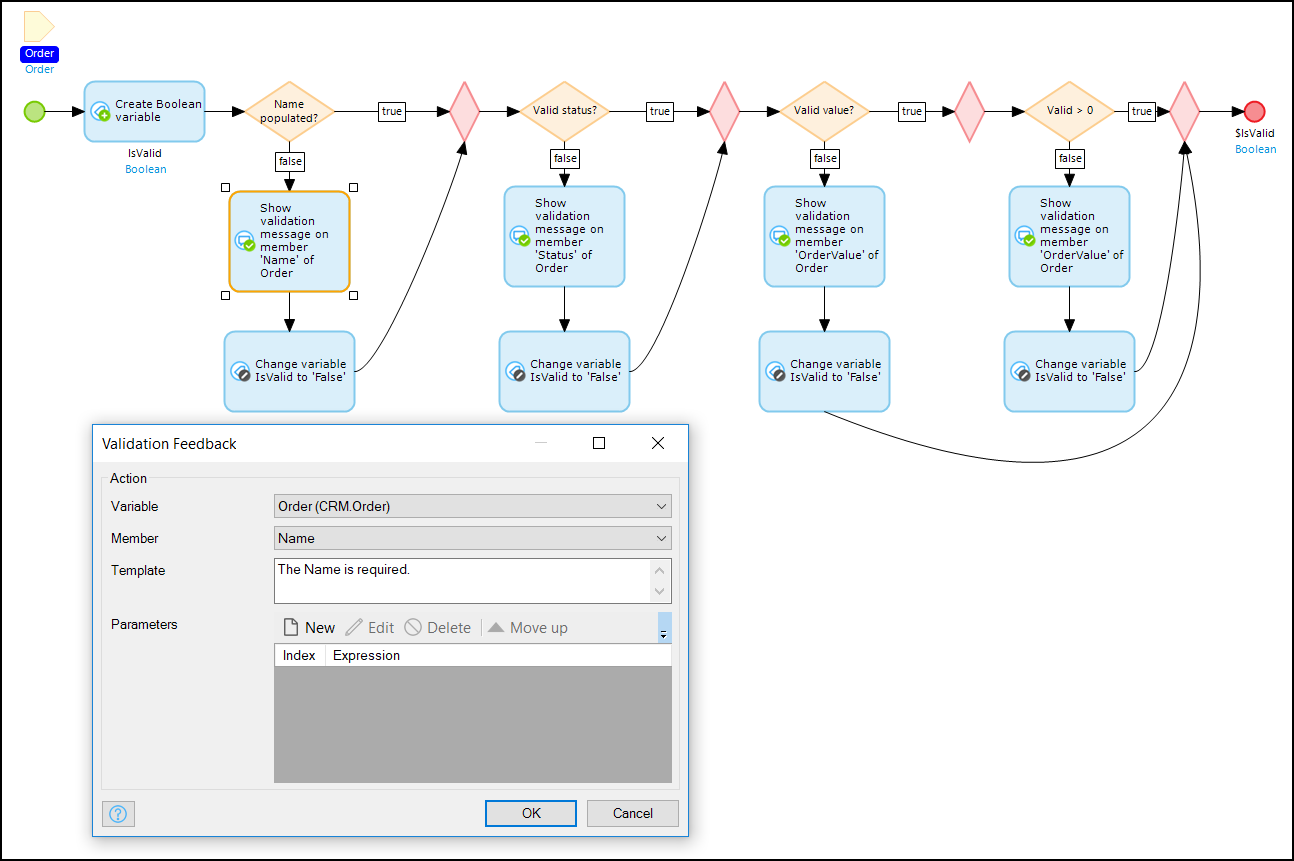 Order
Order
Create Boolean
variable
IsValid
Boolean
Name
populated?
true
false
Show
validation
message on
member
'Name' of
Order
Change variable
IsValid to 'False'
Valid status?
true
false
Show
validation
message on
member
'Status' of
Order
Change variable
IsValid to 'False'
Valid value?
true
false
Show
validation
message on
member
'OrderValue' of
Order
Change variable
IsValid to 'False'
Valid > 0
true
false
Show
validation
message on
member
'OrderValue' of
Order
Change variable
IsValid to 'False'
$IsValid
Boolean
Validation Feedback
Action
Variable
Order (CRM.Order)
Member
Name
Template
The Name is required.
Parameters
New Edit Delete Move up
Index Expression
?
OK Cancel